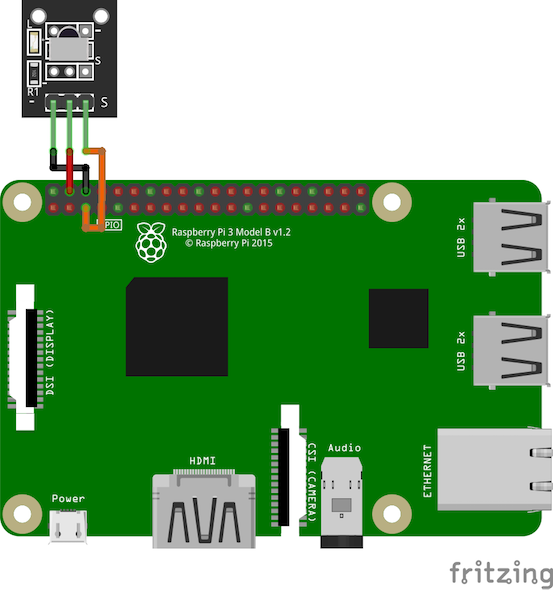 S
R1
-
S
GPIO
Raspberry Pi 3 Model B v1.2
© Raspberry Pi 2015
USB 2x
DSI (DISPLAY)
USB 2x
CSI (CAMERA)
Audio
ETHERNET
HDMI
Power
fritzing